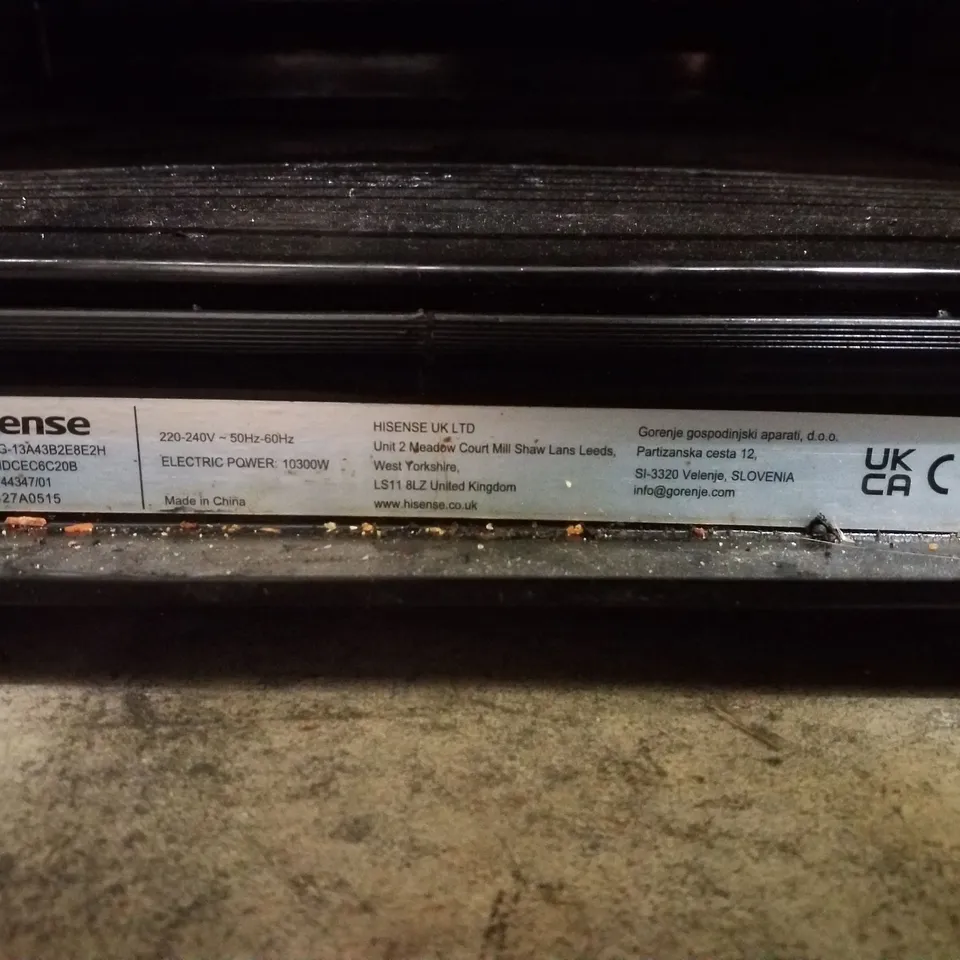 ense
G-13A43B2E8E2H
IDCEC6C20B
44347/01
27A0515
220-240V ~ 50Hz-60Hz
ELECTRIC POWER: 10300W
Made in China
HISENSE UK LTD
Unit 2 Meadow Court Mill Shaw Lans Leeds,
West Yorkshire,
LS11 8LZ United Kingdom
www.hisense.co.uk
Gorenje gospodinjski aparati, d.o.o.
Partizanska cesta 12,
SI-3320 Velenje, SLOVENIA
info@gorenje.com
UK
CA
C